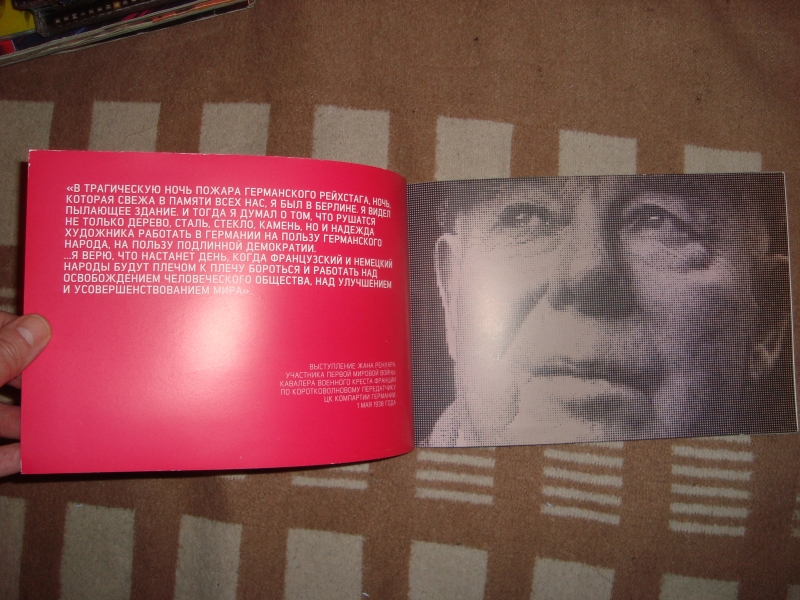 «В ТРАГИЧЕСКУЮ НОЧЬ ПОЖАРА ГЕРМАНСКОГО РЕЙХСТАГА, НОЧЬ,
КОТОРАЯ СВЕЖА В ПАМЯТИ ВСЕХ НАС, Я БЫЛ В БЕРЛИНЕ. Я ВИДЕЛ
ПЫЛАЮЩЕЕ ЗДАНИЕ. И ТОГДА Я ДУМАЛ О ТОМ, ЧТО РУШАТСЯ
НЕ ТОЛЬКО ДЕРЕВО, СТАЛЬ, СТЕКЛО, КАМЕНЬ, НО И НАДЕЖДА
ХУДОЖНИКА РАБОТАТЬ В ГЕРМАНИИ НА ПОЛЬЗУ ГЕРМАНСКОГО
НАРОДА, НА ПОЛЬЗУ ПОДЛИННОЙ ДЕМОКРАТИИ.
...Я ВЕРЮ, ЧТО НАСТАНЕТ ДЕНЬ, КОГДА ФРАНЦУЗСКИЙ И НЕМЕЦКИЙ
НАРОДЫ БУДУТ ПЛЕЧОМ К ПЛЕЧУ БОРОТЬСЯ И РАБОТАТЬ НАД
ОСВОБОЖДЕНИЕМ ЧЕЛОВЕЧЕСКОГО ОБЩЕСТВА, НАД УЛУЧШЕНИЕМ
И УСОВЕРШЕНСТВОВАНИЕМ МИРА».
ВЫСТУПЛЕНИЕ ЖАНА РЕНУАРА,
УЧАСТНИКА ПЕРВОЙ МИРОВОЙ ВОЙНЫ,
КАВАЛЕРА ВОЕННОГО КРЕСТА ФРАНЦИИ,
ПО КОРОТКОВОЛНОВОМУ ПЕРЕДАТЧИКУ
ЦК КОМПАРТИИ ГЕРМАНИИ
1 МАЯ 1938 ГОДА